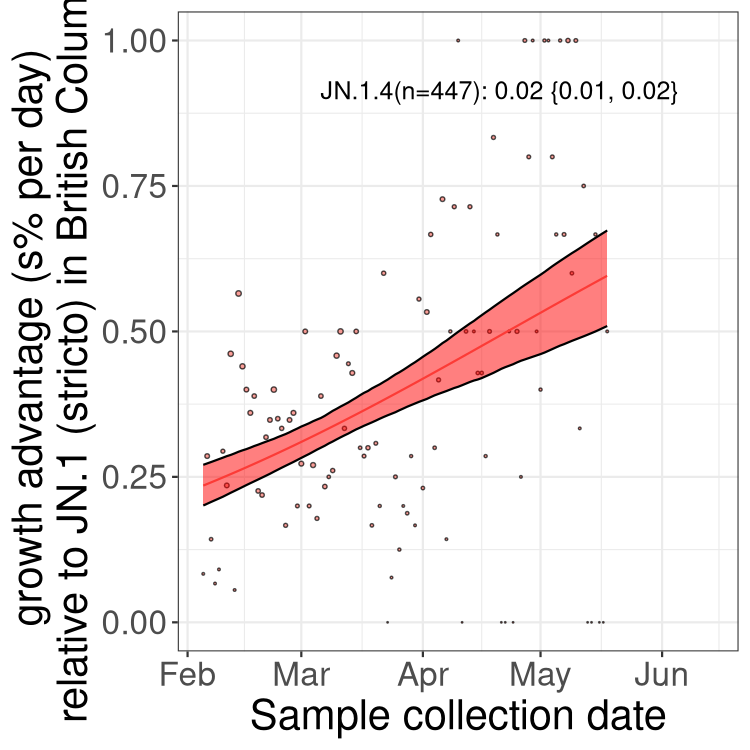 growth advantage (s% per day)
relative to JN.1 (stricto) in British Colum
1.00
0.75
0.50
0.25
0.00
JN.1.4(n=447): 0.02 {0.01, 0.02}
Feb Mar Apr May Jun
Sample collection date